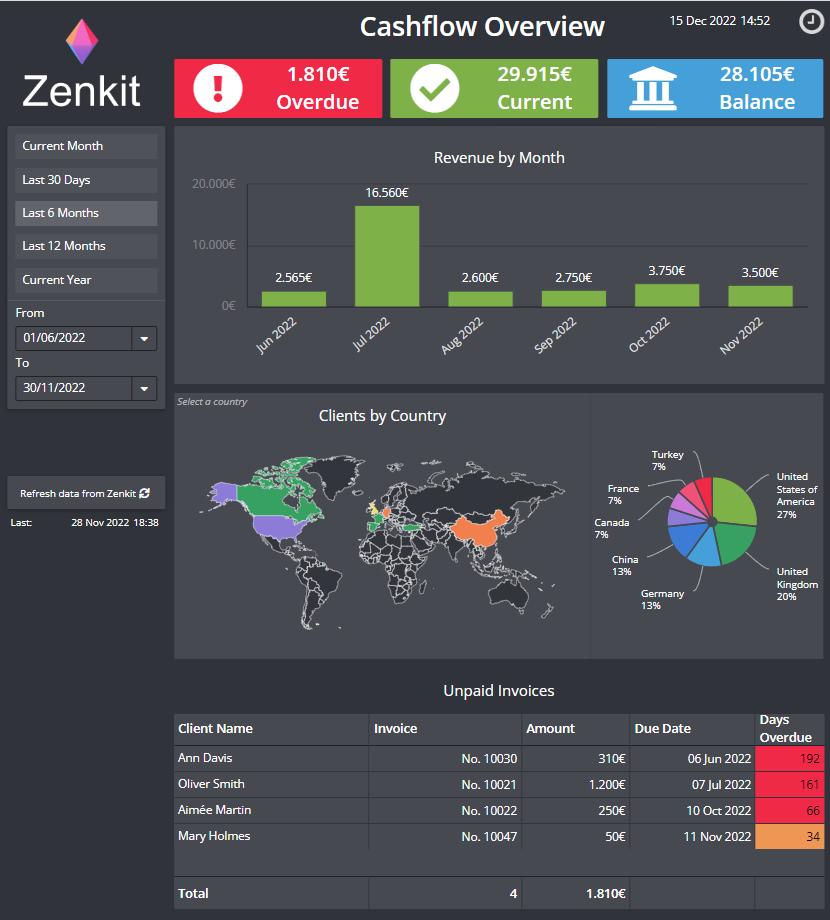 Zenkit
Cashflow Overview
15 Dec 2022 14:52
1.810€
Overdue
29.915€
Current
28.105€
Balance
Current Month
Last 30 Days
Last 6 Months
Last 12 Months
Current Year
From
01/06/2022
To
30/11/2022
Refresh data from Zenkit
Last: 28 Nov 2022 18:38
Revenue by Month
20.000€
10.000€
0€
2.565€
16.560€
2.600€
2.750€
3.750€
3.500€
Jun 2022
Jul 2022
Aug 2022
Sep 2022
Oct 2022
Nov 2022
Select a country
Clients by Country
Turkey
7%
France
7%
Canada
7%
China
13%
Germany
13%
United
States of
America
27%
United
Kingdom
20%
Unpaid Invoices
Client Name Invoice Amount Due Date Days
Overdue
Ann Davis No. 10030 310€ 06 Jun 2022 192
Oliver Smith No. 10021 1.200€ 07 Jul 2022 161
Aimée Martin No. 10022 250€ 10 Oct 2022 66
Mary Holmes No. 10047 50€ 11 Nov 2022 34
Total 4 1.810€